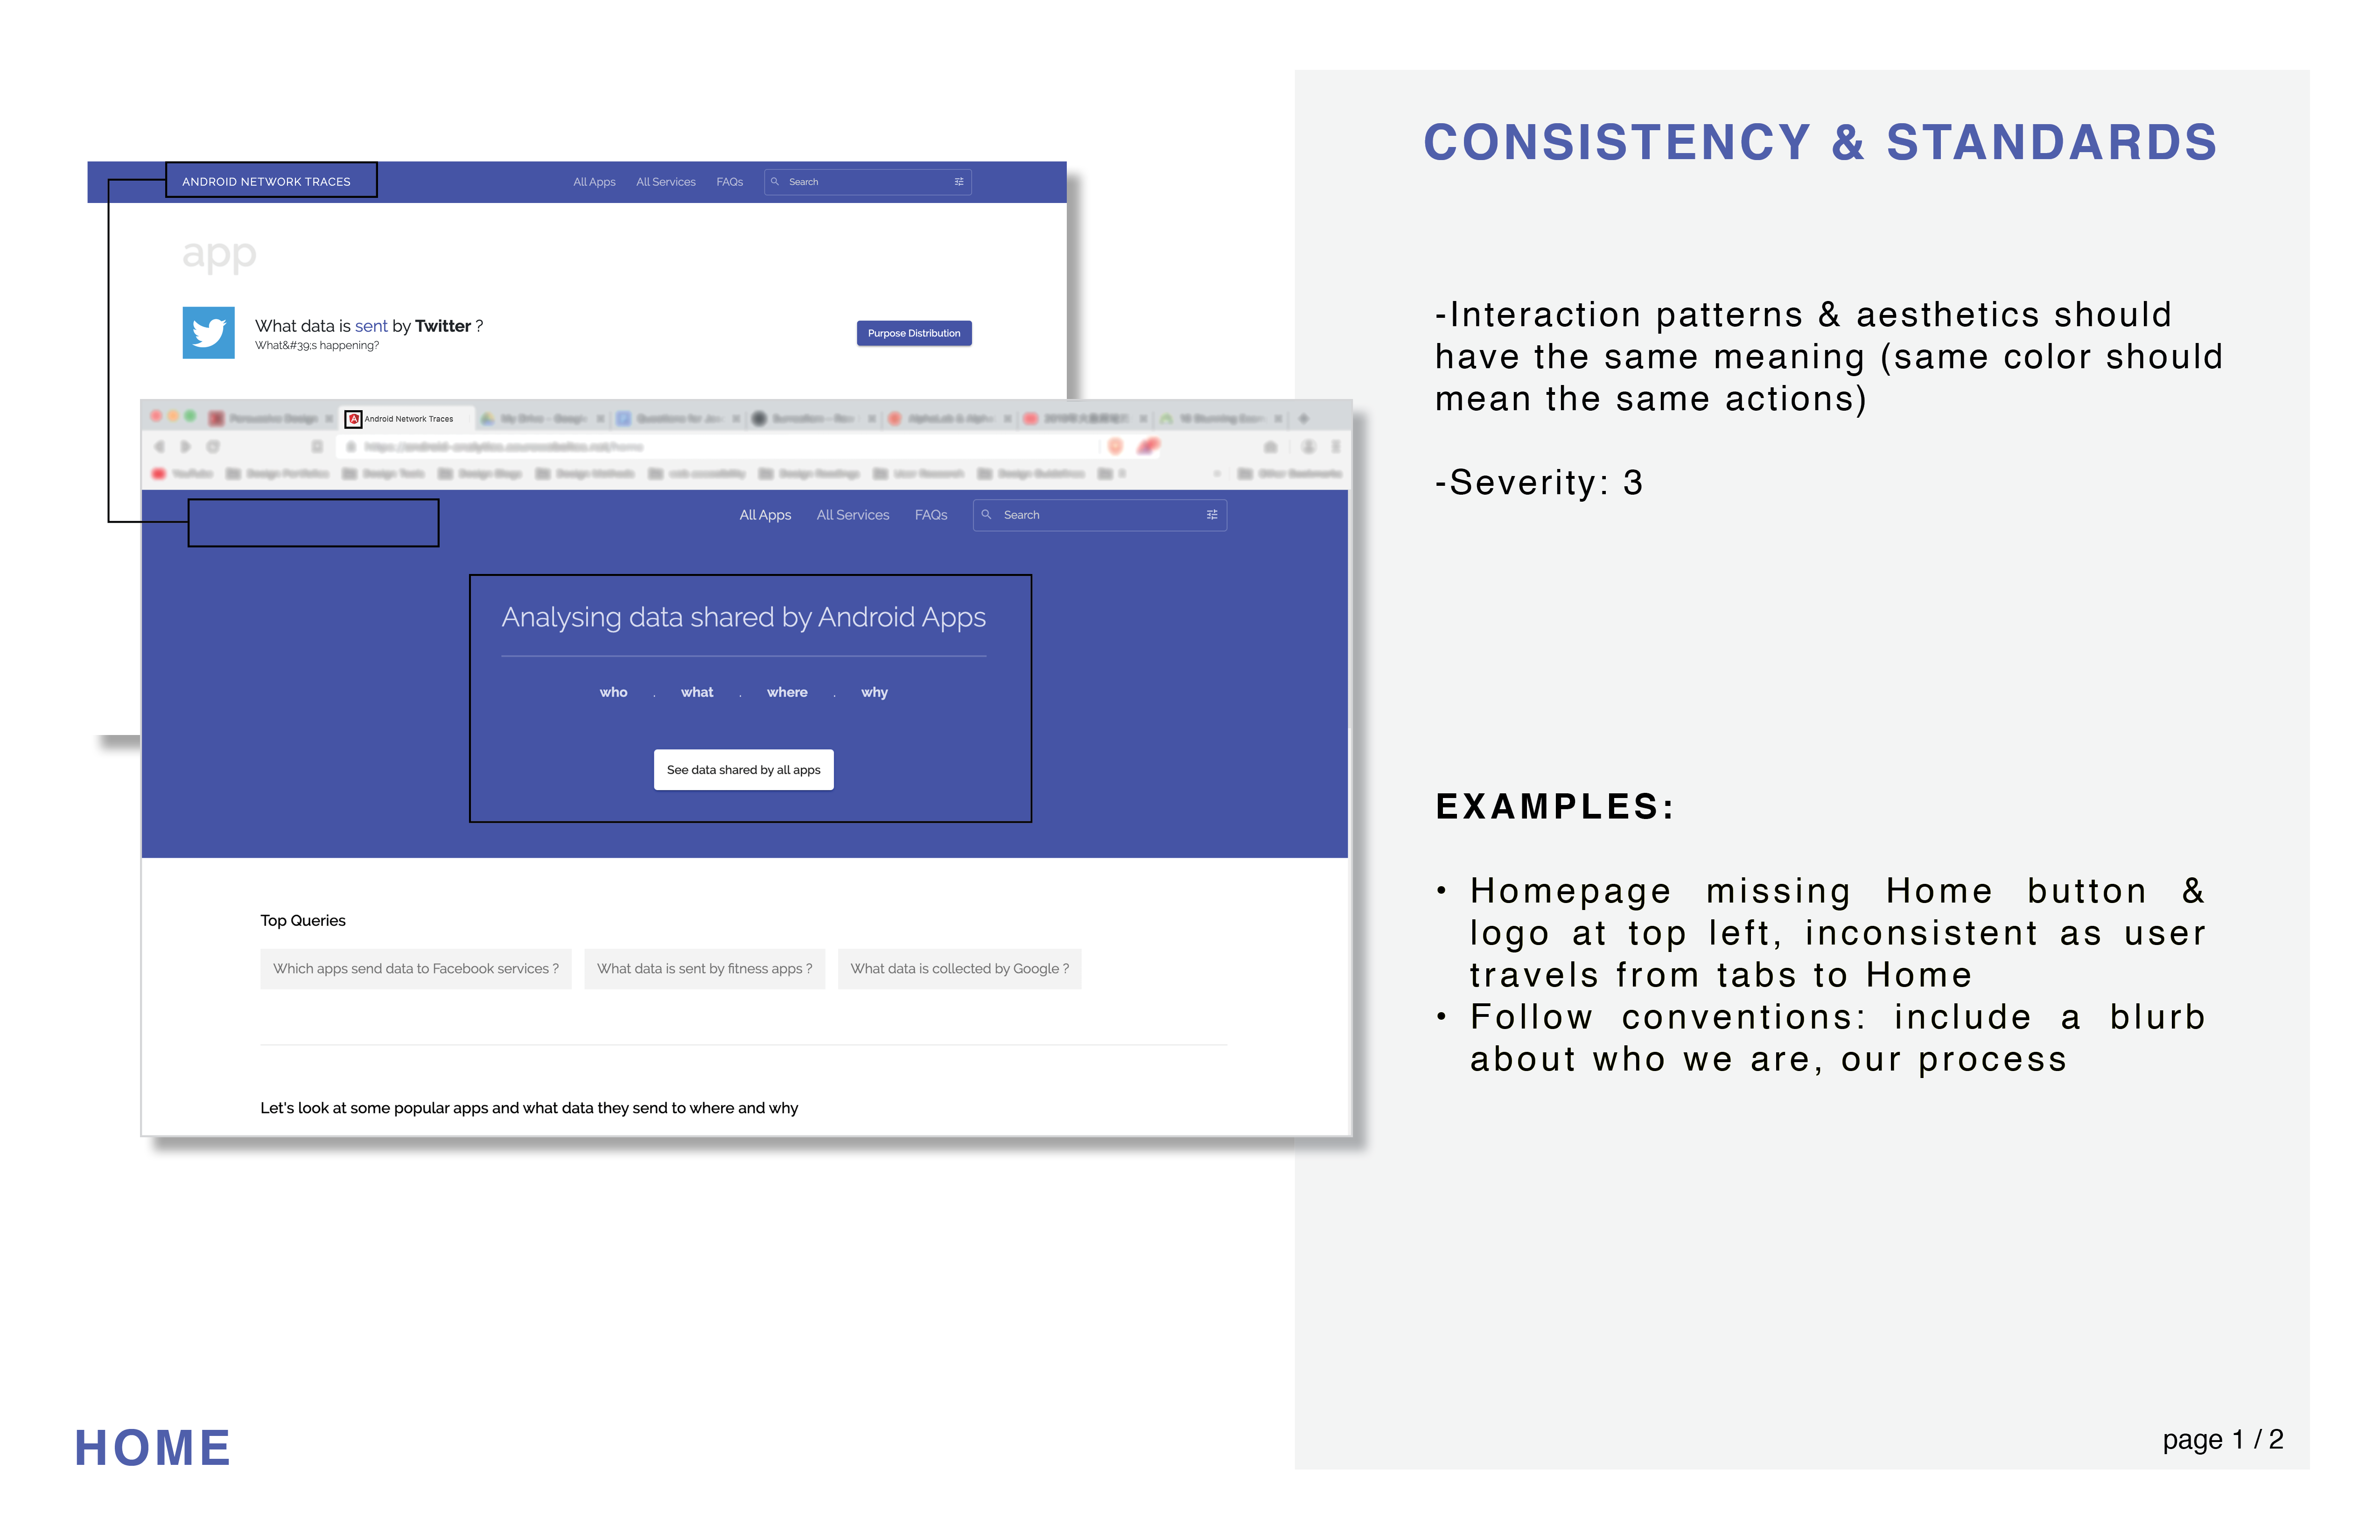 CONSISTENCY & STANDARDS
ANDROID NETWORK TRACES All Apps All Services FAQs Search
app
What data is sent by Twitter ?
What&#39;s happening?
Purpose Distribution
Android Network Traces
All Apps All Services FAQs Search
Analysing data shared by Android Apps
who . what . where . why
See data shared by all apps
Top Queries
Which apps send data to Facebook services ? What data is sent by fitness apps ? What data is collected by Google ?
Let's look at some popular apps and what data they send to where and why
-Interaction patterns & aesthetics should
have the same meaning (same color should
mean the same actions)
-Severity: 3
EXAMPLES:
• Homepage missing Home button &
logo at top left, inconsistent as user
travels from tabs to Home
• Follow conventions: include a blurb
about who we are, our process
HOME
page 1 / 2